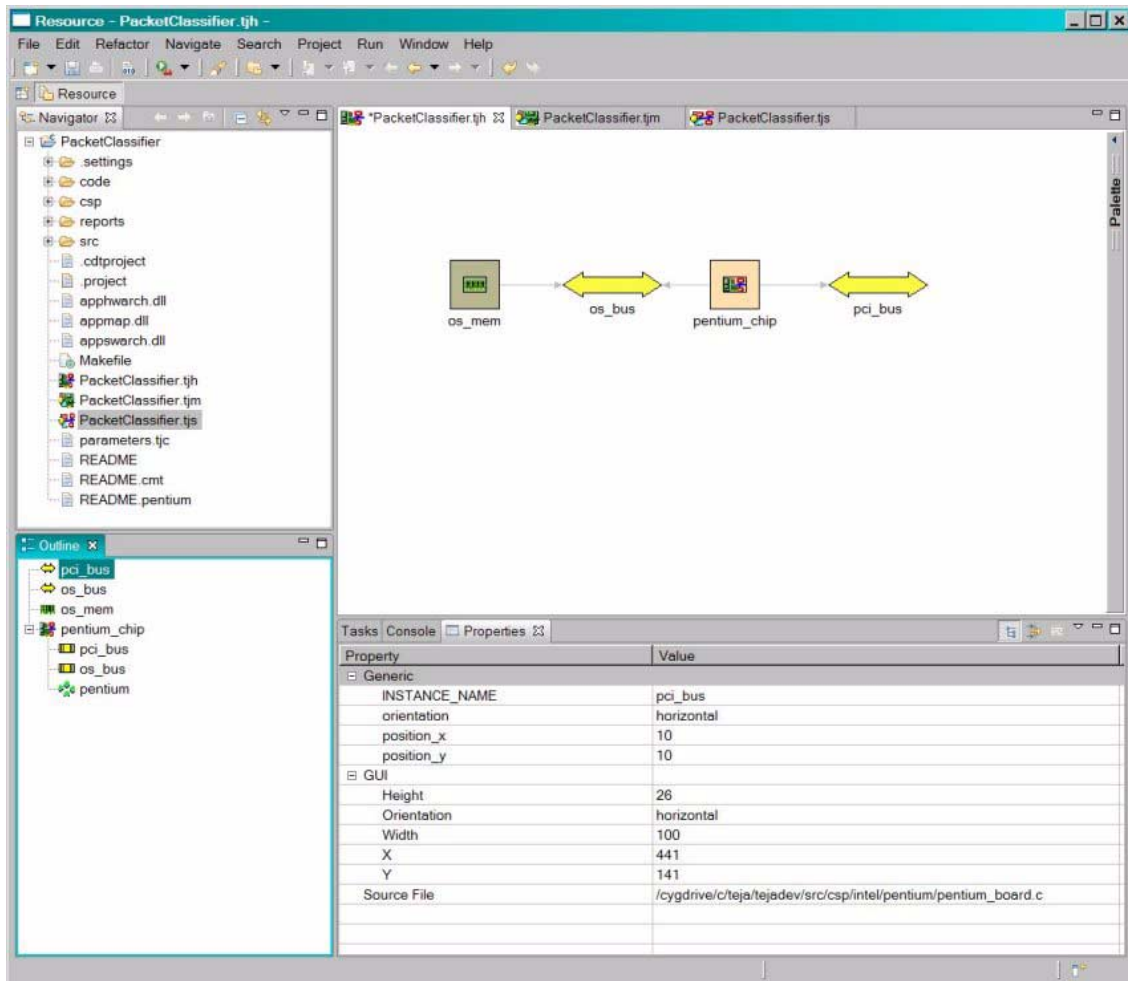 Resource - PacketClassifier.tjh -
File Edit Refactor Navigate Search Project Run Window Help
Resource
Navigator
PacketClassifier
.settings
code
csp
reports
src
.cdtproject
.project
apphwarch.dll
appmap.dll
appswarch.dll
Makefile
PacketClassifier.tjh
PacketClassifier.tjm
PacketClassifier.tjs
parameters.tjc
README
README.cmt
README.pentium
*PacketClassifier.tjh PacketClassifier.tjm PacketClassifier.tjs
Palette
os_mem
os_bus
pentium_chip
pci_bus
Outline
pci_bus
os_bus
os_mem
pentium_chip
pci_bus
os_bus
pentium
Tasks Console Properties
Property Value
Generic
INSTANCE_NAME pci_bus
orientation horizontal
position_x 10
position_y 10
GUI
Height 26
Orientation horizontal
Width 100
X 441
Y 141
Source File /cygdrive/c/teja/tejadev/src/csp/intel/pentium/pentium_board.c